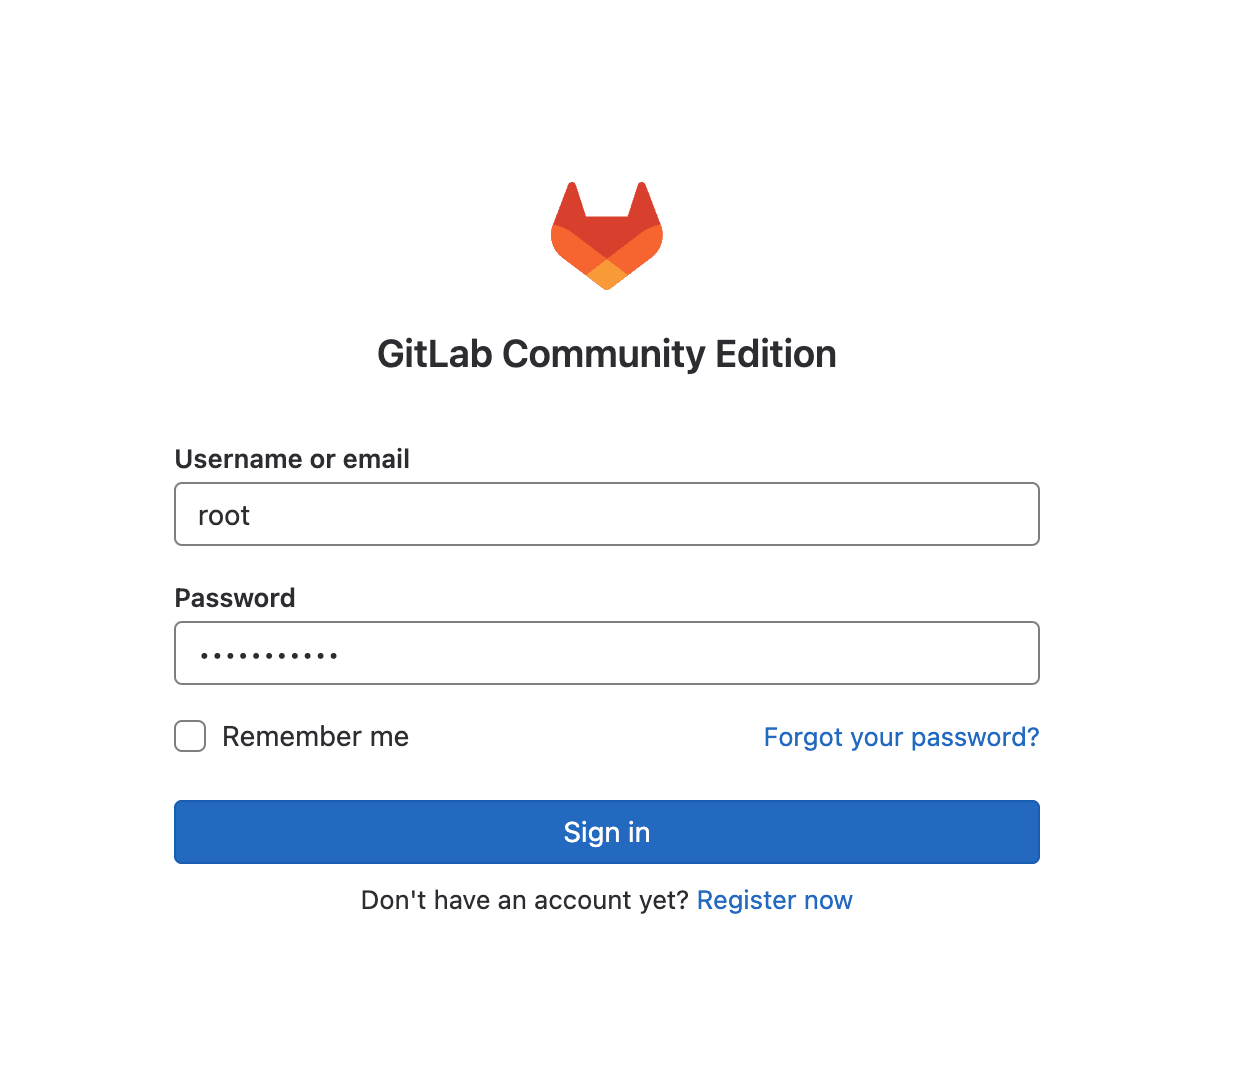 GitLab Community Edition
Username or email
root
Password
•••••••••••
Remember me
Forgot your password?
Sign in
Don't have an account yet? Register now